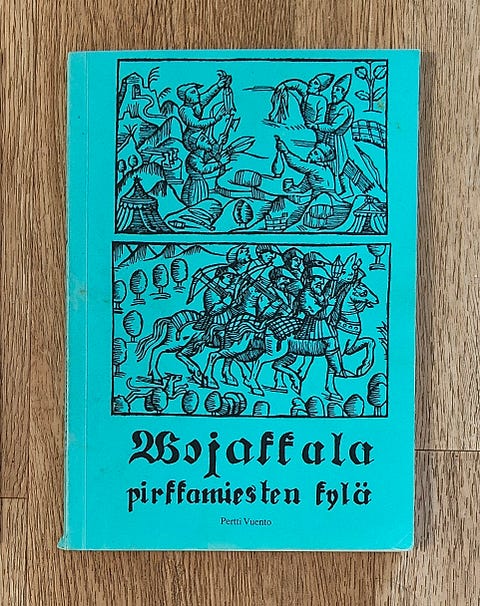 Wojakkala
pirkkamiesten kylä
Pertti Vuento